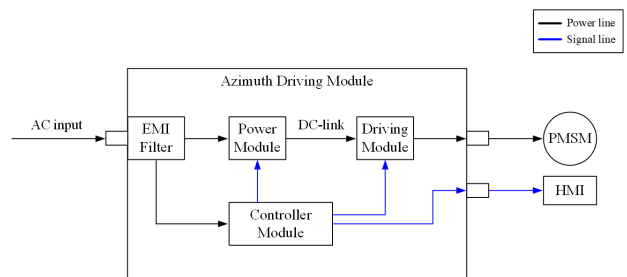 Power line
Signal line
Azimuth Driving Module
AC input
EMI
Filter
Power
Module
DC-link
Driving
Module
PMSM
HMI
Controller
Module